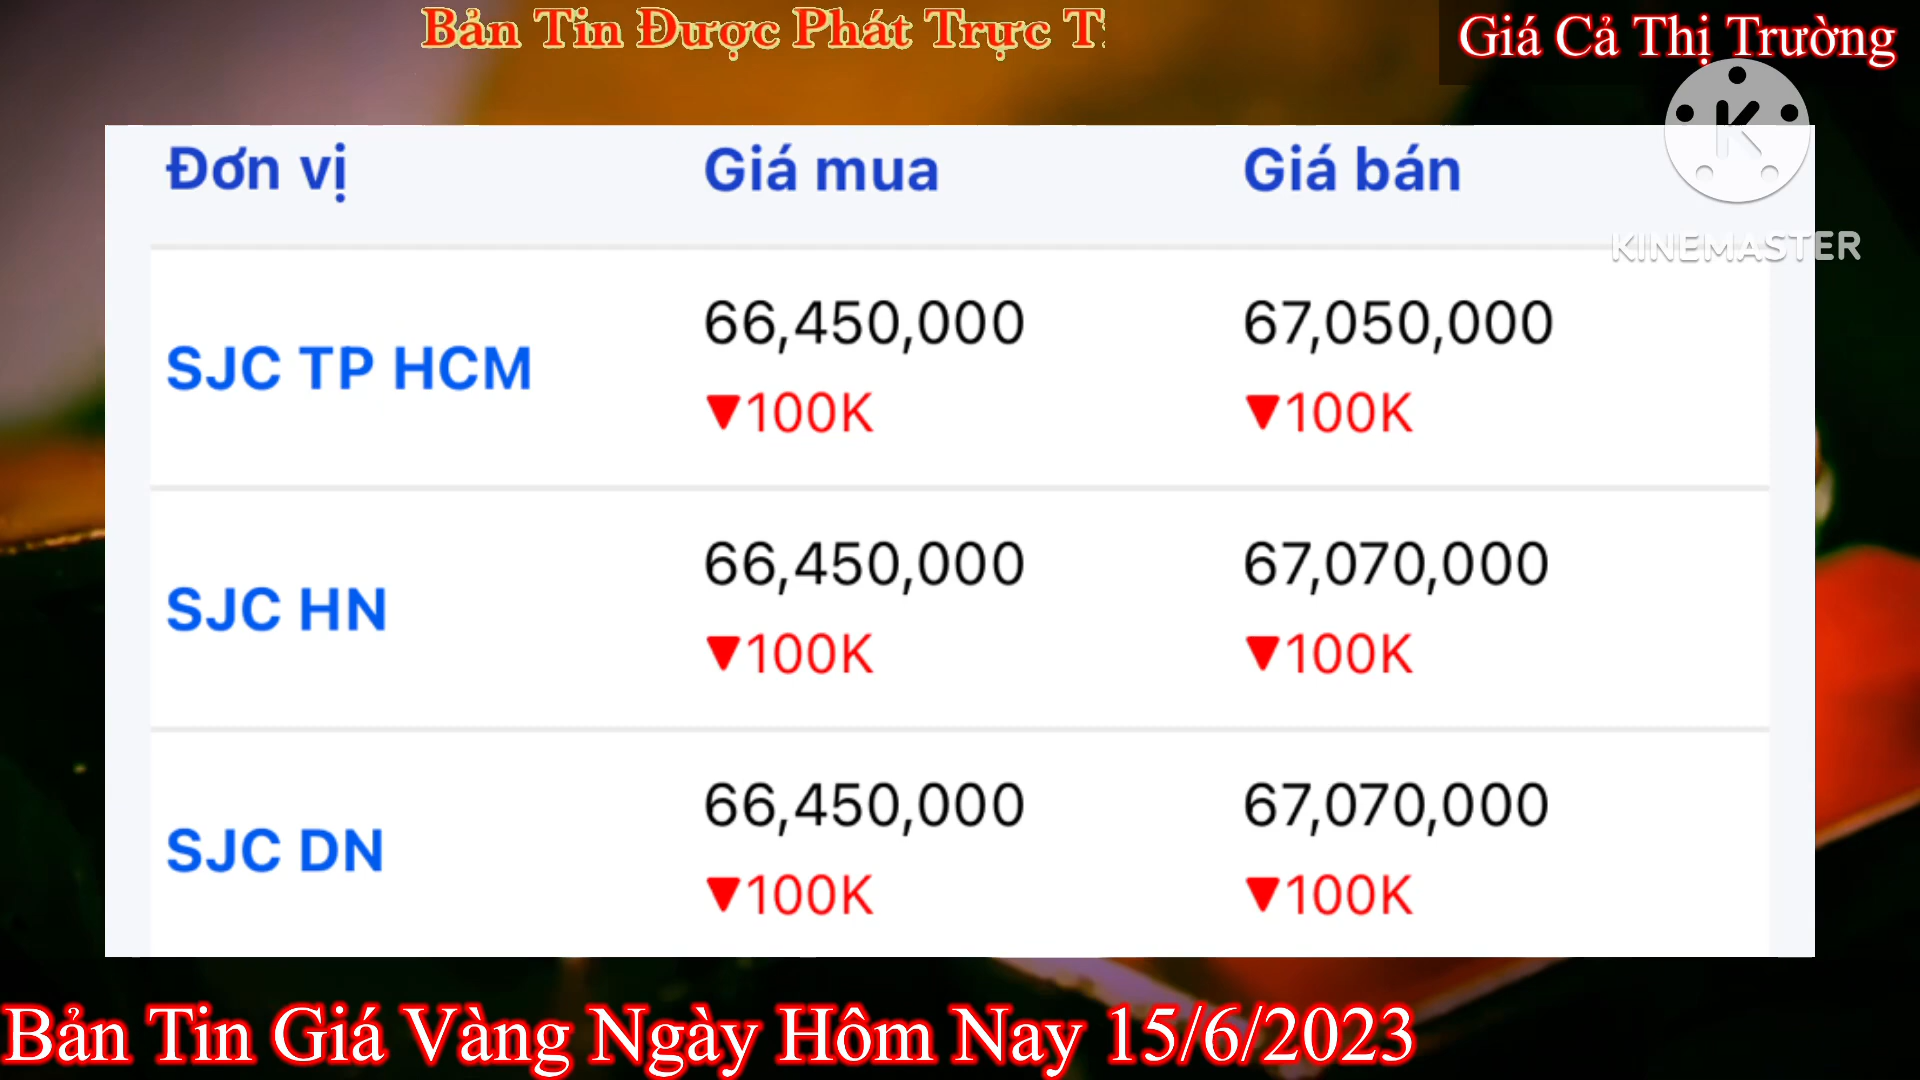 Bản Tin Được Phát Trực T
Giá Cả Thị Trường
K
KINEMASTER
Đơn vị Giá mua Giá bán
SJC TP HCM 66,450,000 67,050,000
▼100K ▼100K
SJC HN 66,450,000 67,070,000
▼100K ▼100K
SJC DN 66,450,000 67,070,000
▼100K ▼100K
Bản Tin Giá Vàng Ngày Hôm Nay 15/6/2023